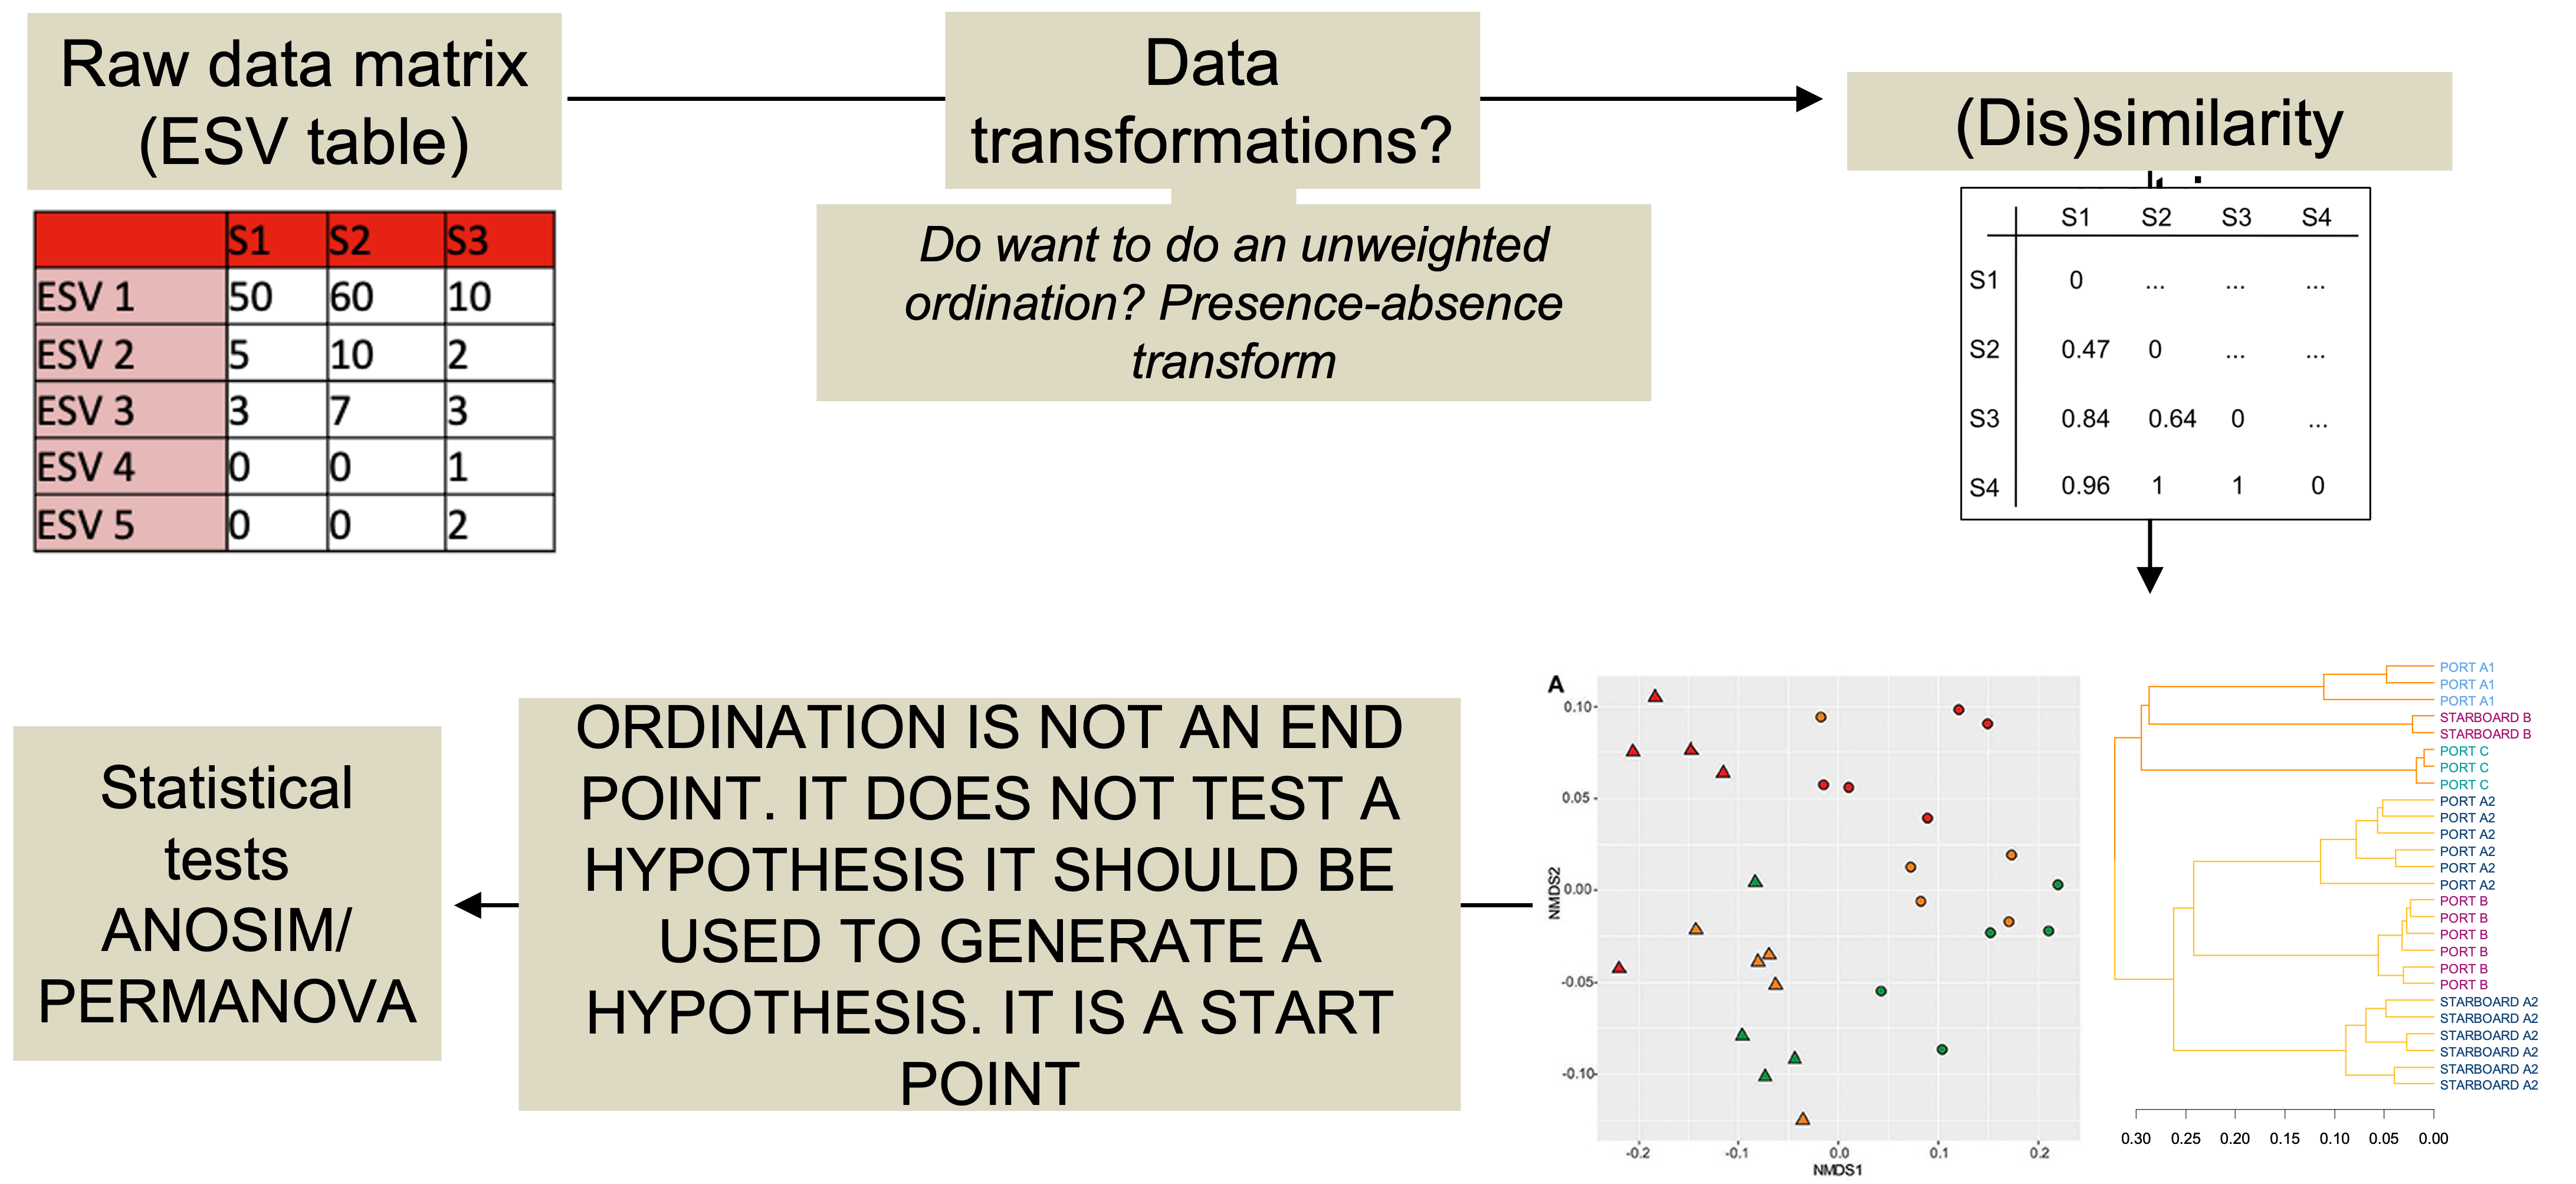 Raw data matrix
(ESV table)
Data
transformations?
(Dis)similarity
S1 S2 S3
ESV 1 50 60 10
ESV 2 5 10 2
ESV 3 3 7 3
ESV 4 0 0 1
ESV 5 0 0 2
Do want to do an unweighted
ordination? Presence-absence
transform
S1 S2 S3 S4
S1 0 ... ... ...
S2 0.47 0 ... ...
S3 0.84 0.64 0 ...
S4 0.96 1 1 0
Statistical
tests
ANOSIM/
PERMANOVA
ORDINATION IS NOT AN END
POINT. IT DOES NOT TEST A
HYPOTHESIS IT SHOULD BE
USED TO GENERATE A
HYPOTHESIS. IT IS A START
POINT
A
0.10
0.05
0.00
-0.05
-0.10
NMDS2
-0.2 -0.1 0.0 0.1 0.2
NMDS1
PORT A1
PORT A1
PORT A1
STARBOARD B
STARBOARD B
PORT C
PORT C
PORT C
PORT A2
PORT A2
PORT A2
PORT A2
PORT A2
PORT A2
PORT B
PORT B
PORT B
PORT B
PORT B
PORT B
STARBOARD A2
STARBOARD A2
STARBOARD A2
STARBOARD A2
STARBOARD A2
STARBOARD A2
0.30 0.25 0.20 0.15 0.10 0.05 0.00